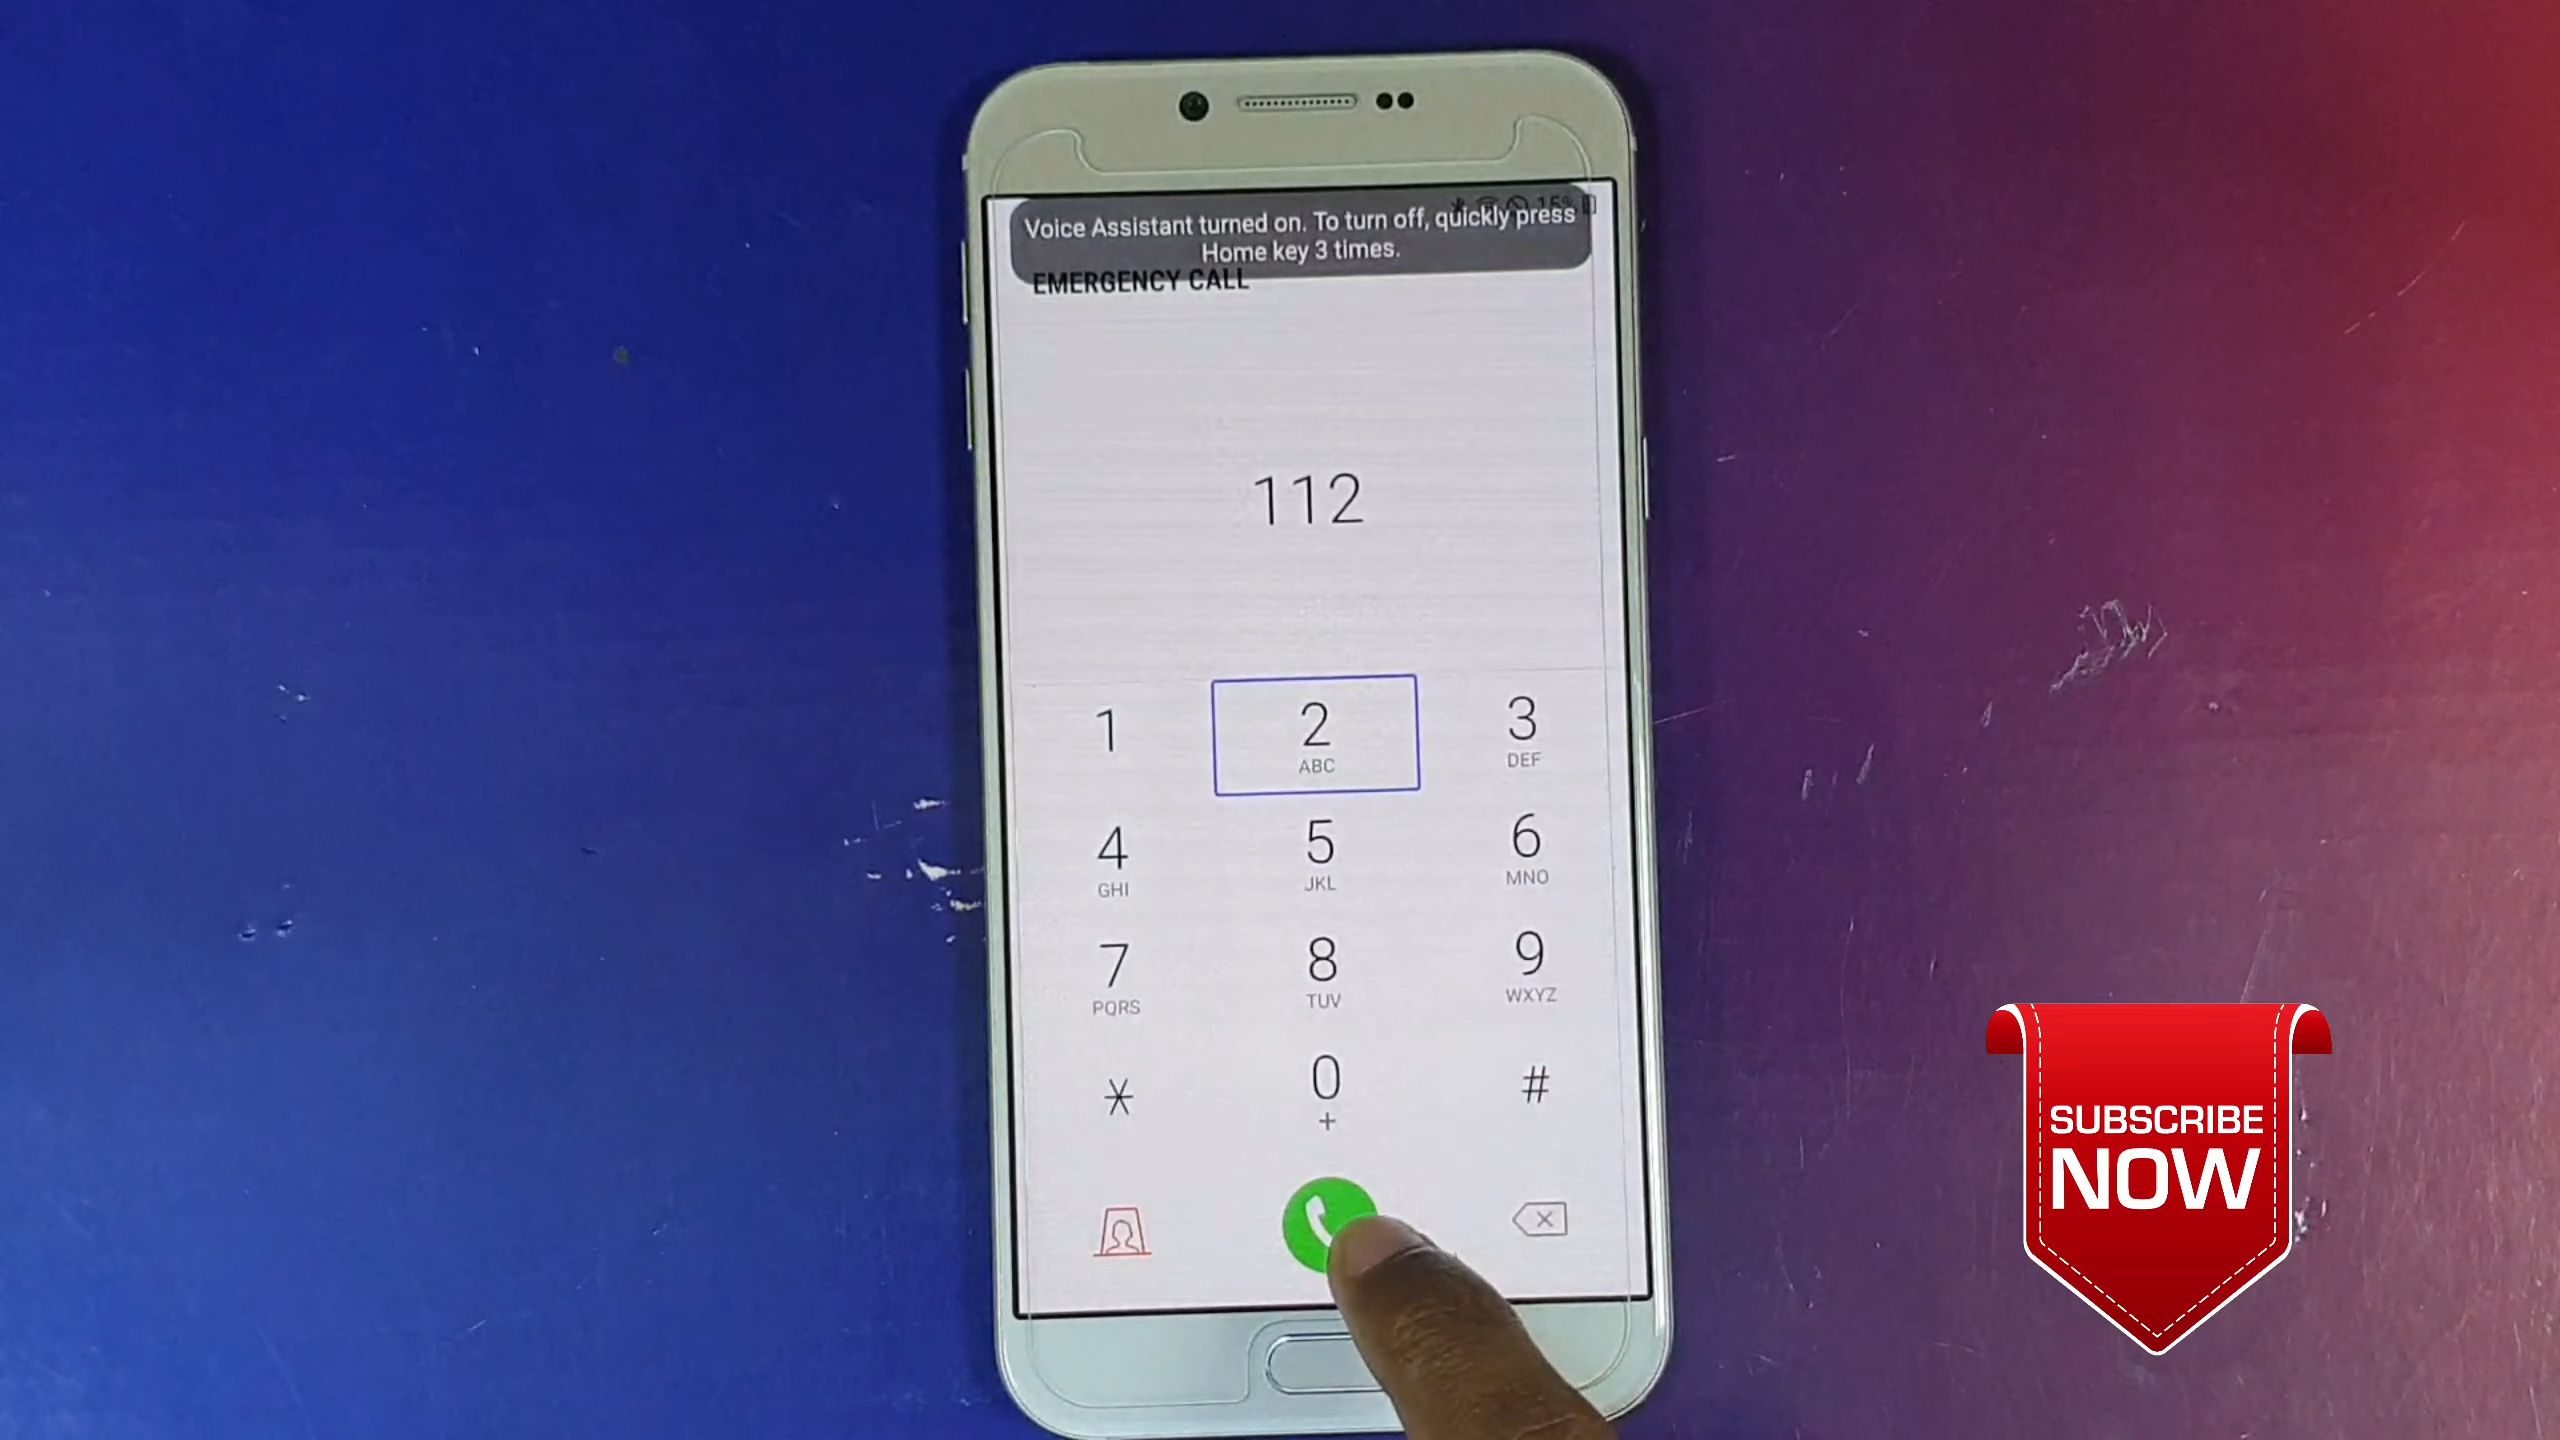 15%
Voice Assistant turned on. To turn off, quickly press
Home key 3 times.
EMERGENCY CALL
112
1
2
ABC
3
DEF
4
GHI
5
JKL
6
MNO
7
PQRS
8
TUV
9
WXYZ
*
0
+
#
SUBSCRIBE
NOW